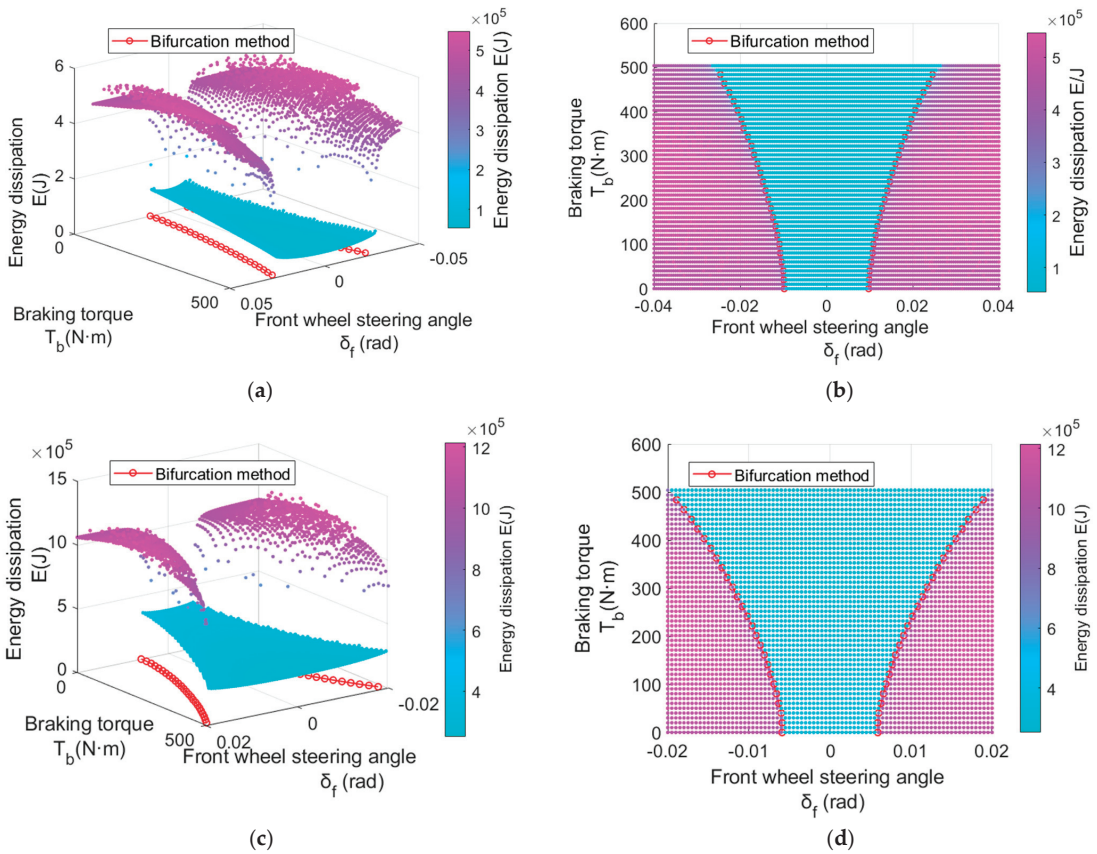 Bifurcation method
×10⁵
6
4
2
0
Energy dissipation
E(J)
0
500
Braking torque
T_b(N·m)
0.05
0
-0.05
Front wheel steering angle
δ_f (rad)
5
4
3
2
1
Energy dissipation E(J)
(a)
Bifurcation method
×10⁵
600
500
400
300
200
100
0
Braking torque
T_b(N·m)
-0.04
-0.02
0
0.02
0.04
Front wheel steering angle
δ_f (rad)
5
4
3
2
1
Energy dissipation E/J
(b)
×10⁵
Bifurcation method
15
10
5
0
Energy dissipation
E(J)
0
500
Braking torque
T_b(N·m)
0.02
0
-0.02
Front wheel steering angle
δ_f (rad)
×10⁵
12
10
8
6
4
Energy dissipation E(J)
(c)
Bifurcation method
600
500
400
300
200
100
0
Braking torque
T_b(N·m)
-0.02
-0.01
0
0.01
0.02
Front wheel steering angle
δ_f (rad)
×10⁵
12
10
8
6
4
Energy dissipation E(J)
(d)